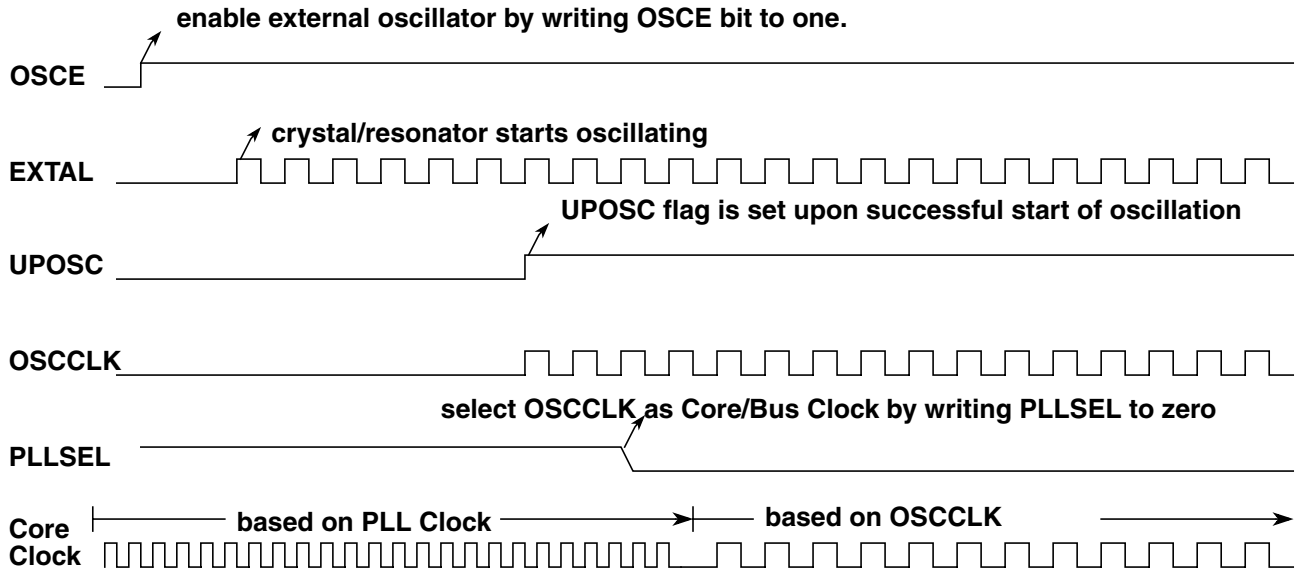 enable external oscillator by writing OSCE bit to one.
OSCE
crystal/resonator starts oscillating
EXTAL
UPOSC flag is set upon successful start of oscillation
UPOSC
OSCCLK
select OSCCLK as Core/Bus Clock by writing PLLSEL to zero
PLLSEL
based on PLL Clock
based on OSCCLK
Core
Clock